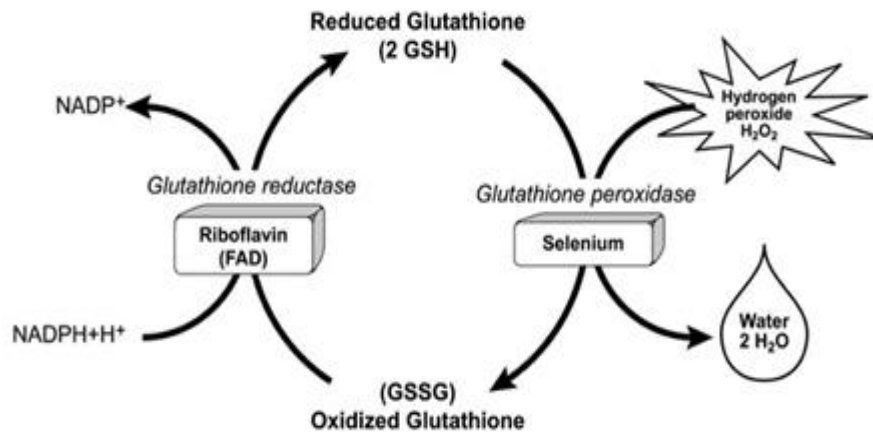 Reduced Glutathione
(2 GSH)
NADP⁺
Hydrogen
peroxide
H₂O₂
Glutathione reductase
Glutathione peroxidase
Riboflavin
(FAD)
Selenium
NADPH+H⁺
Water
2 H₂O
(GSSG)
Oxidized Glutathione